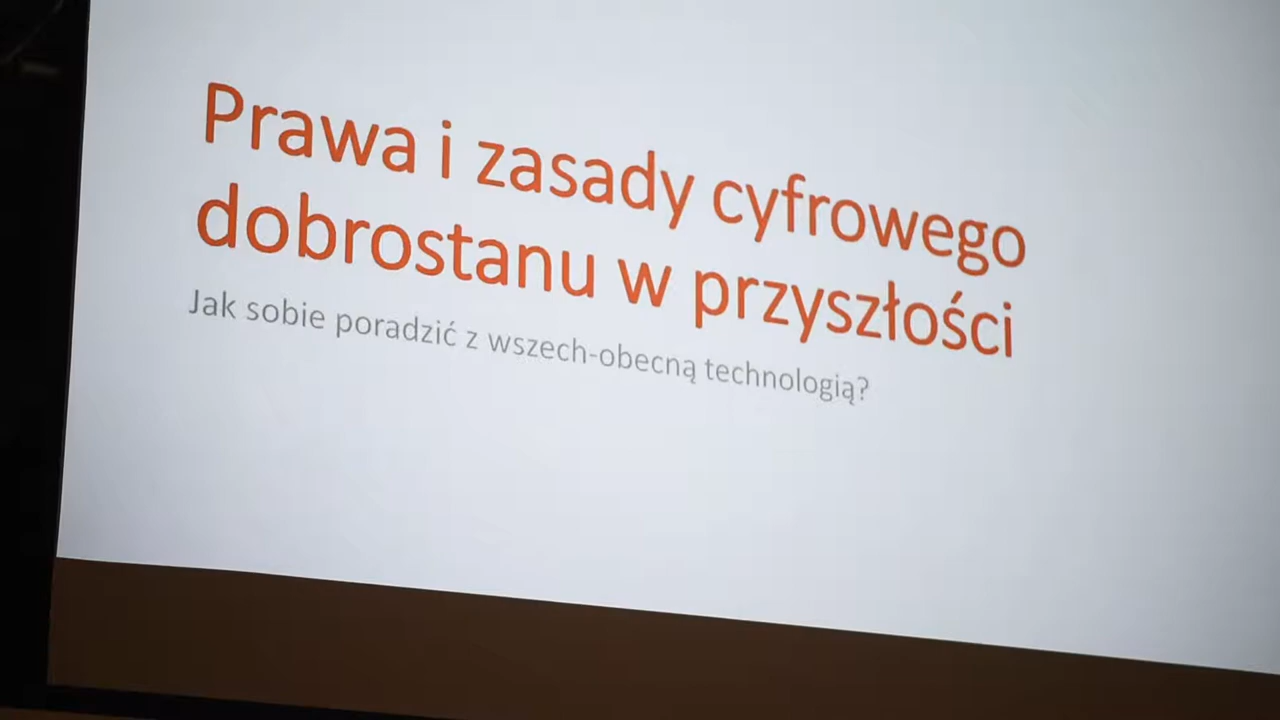 Prawa i zasady cyfrowego
dobrostanu w przyszłości
Jak sobie poradzić z wszech-obecną technologią?